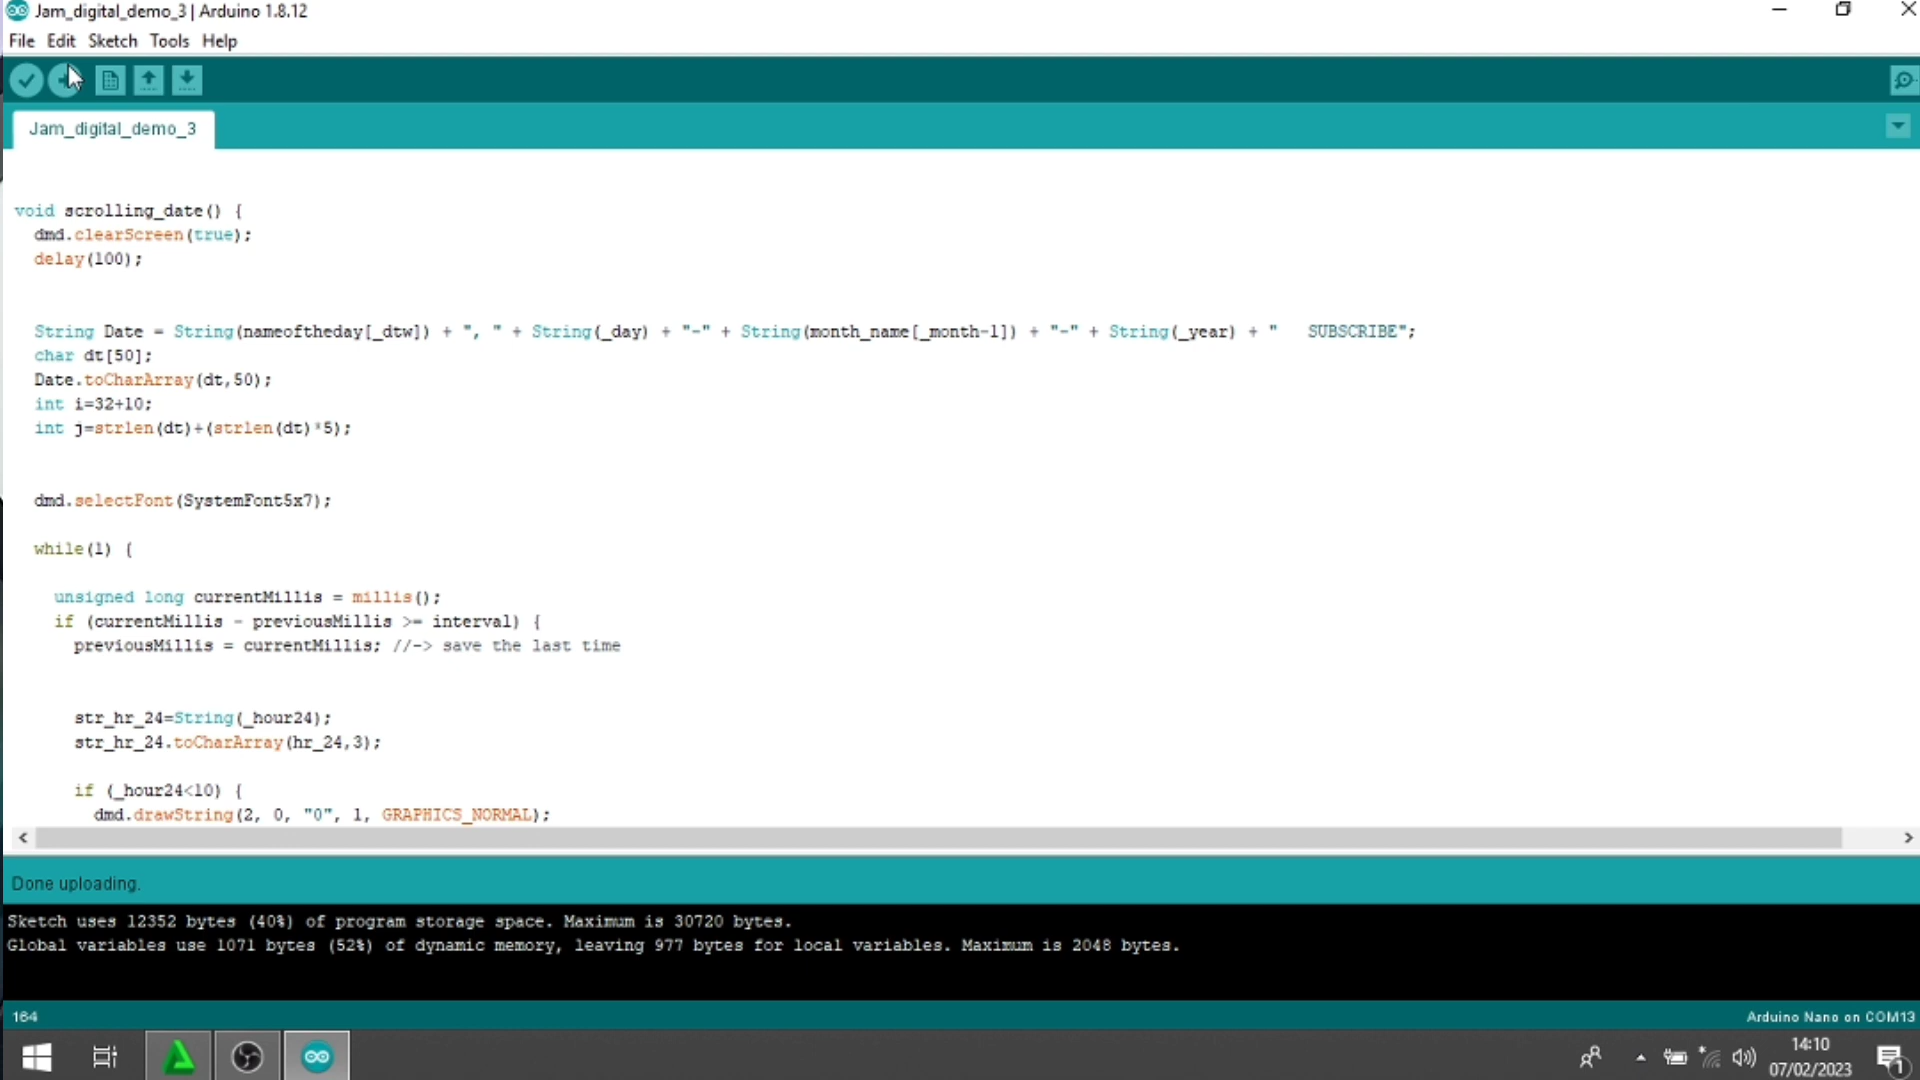 Jam_digital_demo_3 | Arduino 1.8.12
File Edit Sketch Tools Help
Jam_digital_demo_3
void scrolling_date() {
dmd.clearScreen(true);
delay(100);
String Date = String(nameoftheday[_dtw]) + ", " + String(_day) + "-" + String(month_name[_month-1]) + "-" + String(_year) + "   SUBSCRIBE";
char dt[50];
Date.toCharArray(dt,50);
int i=32+10;
int j=strlen(dt)+(strlen(dt)*5);
dmd.selectFont(SystemFont5x7);
while(1) {
unsigned long currentMillis = millis();
if (currentMillis - previousMillis >= interval) {
previousMillis = currentMillis; //-> save the last time
str_hr_24=String(_hour24);
str_hr_24.toCharArray(hr_24,3);
if (_hour24<10) {
dmd.drawString(2, 0, "0", 1, GRAPHICS_NORMAL);
Done uploading.
Sketch uses 12352 bytes (40%) of program storage space. Maximum is 30720 bytes.
Global variables use 1071 bytes (52%) of dynamic memory, leaving 977 bytes for local variables. Maximum is 2048 bytes.
164
Arduino Nano on COM13
14:10
07/02/2023
1